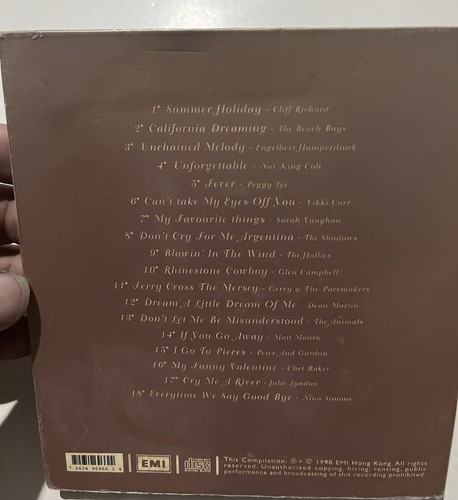 1• Summer Holiday - Cliff Richard
2• California Dreaming - The Beach Boys
3• Unchained Melody - Engelbert Humperdinck
4• Unforgettable - Nat King Cole
5• Fever - Peggy Lee
6• Can't take My Eyes Off You - Vikki Carr
7• My Favourite things - Sarah Vaughan
8• Don't Cry For Me Argentina - The Shadows
9• Blowin' In The Wind - The Hollies
10• Rhinestone Cowboy - Glen Campbell
11• Ferry Cross The Mersey - Gerry & The Pacemakers
12• Dream A Little Dream Of Me - Dean Martin
13• Don't Let Me Be Misunderstood - The Animals
14• If You Go Away - Matt Monro
15• I Go To Pieces - Peter And Gordon
16• My Funny Valentine - Chet Baker
17• Cry Me A River - Julie London
18• Everytime We Say Good Bye - Nina Simone
EMI
COMPACT
disc
DIGITAL AUDIO
This Compilation: ℗ + © 1998 EMI Hong Kong. All rights
reserved. Unauthorized copying, hiring, renting, public
performance and broadcasting of this recording prohibited.